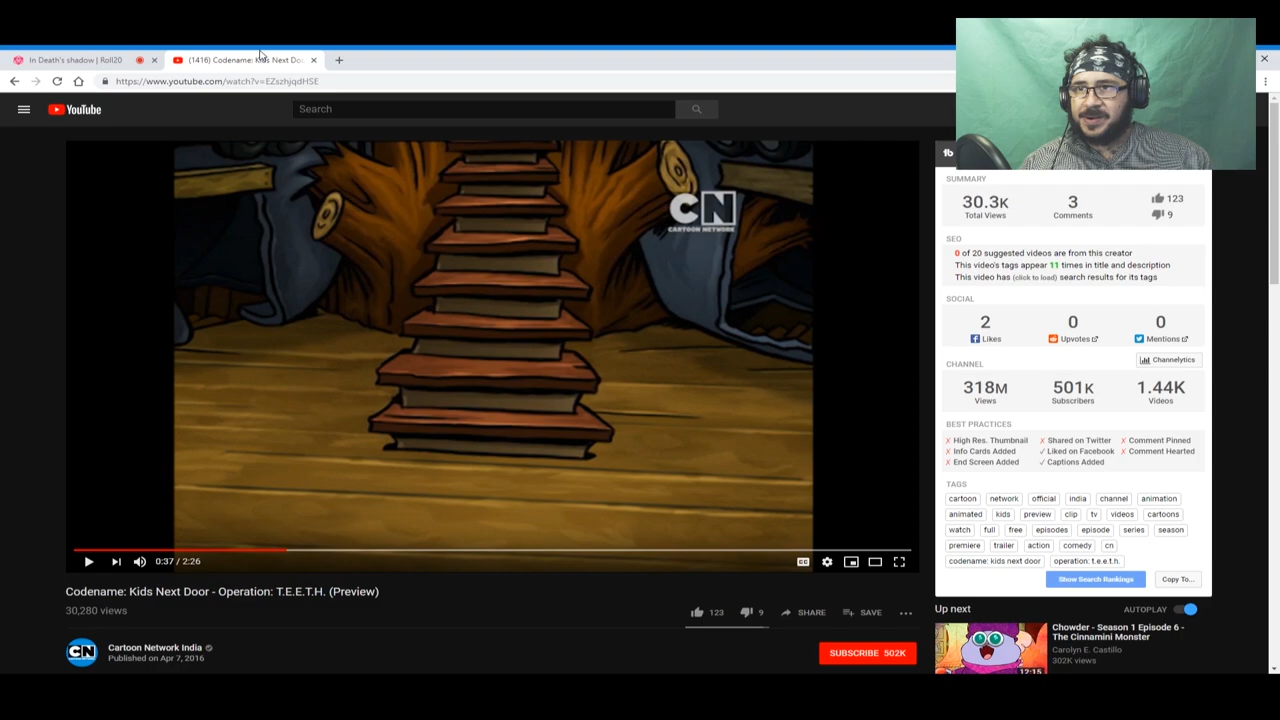 In Death's shadow | Roll20
(1416) Codename: Kids Next Doo
https://www.youtube.com/watch?v=EZszhjqdHSE
YouTube
Search
CN
CARTOON NETWORK
tb
SUMMARY
30.3K
Total Views
3
Comments
123
9
SEO
0 of 20 suggested videos are from this creator
This video's tags appear 11 times in title and description
This video has (click to load) search results for its tags
SOCIAL
2
Likes
0
Upvotes
0
Mentions
Channelytics
CHANNEL
318M
Views
501K
Subscribers
1.44K
Videos
BEST PRACTICES
✗ High Res. Thumbnail ✗ Shared on Twitter ✗ Comment Pinned
✗ Info Cards Added ✓ Liked on Facebook ✗ Comment Hearted
✗ End Screen Added ✓ Captions Added
TAGS
cartoon network official india channel animation
animated kids preview clip tv videos cartoons
watch full free episodes episode series season
premiere trailer action comedy cn
codename: kids next door operation: t.e.e.t.h.
Show Search Rankings Copy To...
0:37 / 2:26
CC
Codename: Kids Next Door - Operation: T.E.E.T.H. (Preview)
30,280 views
123 9 SHARE SAVE
CN
Cartoon Network India
Published on Apr 7, 2016
SUBSCRIBE 502K
Up next
AUTOPLAY
Chowder - Season 1 Episode 6 -
The Cinnamini Monster
Carolyn E. Castillo
302K views
12:15